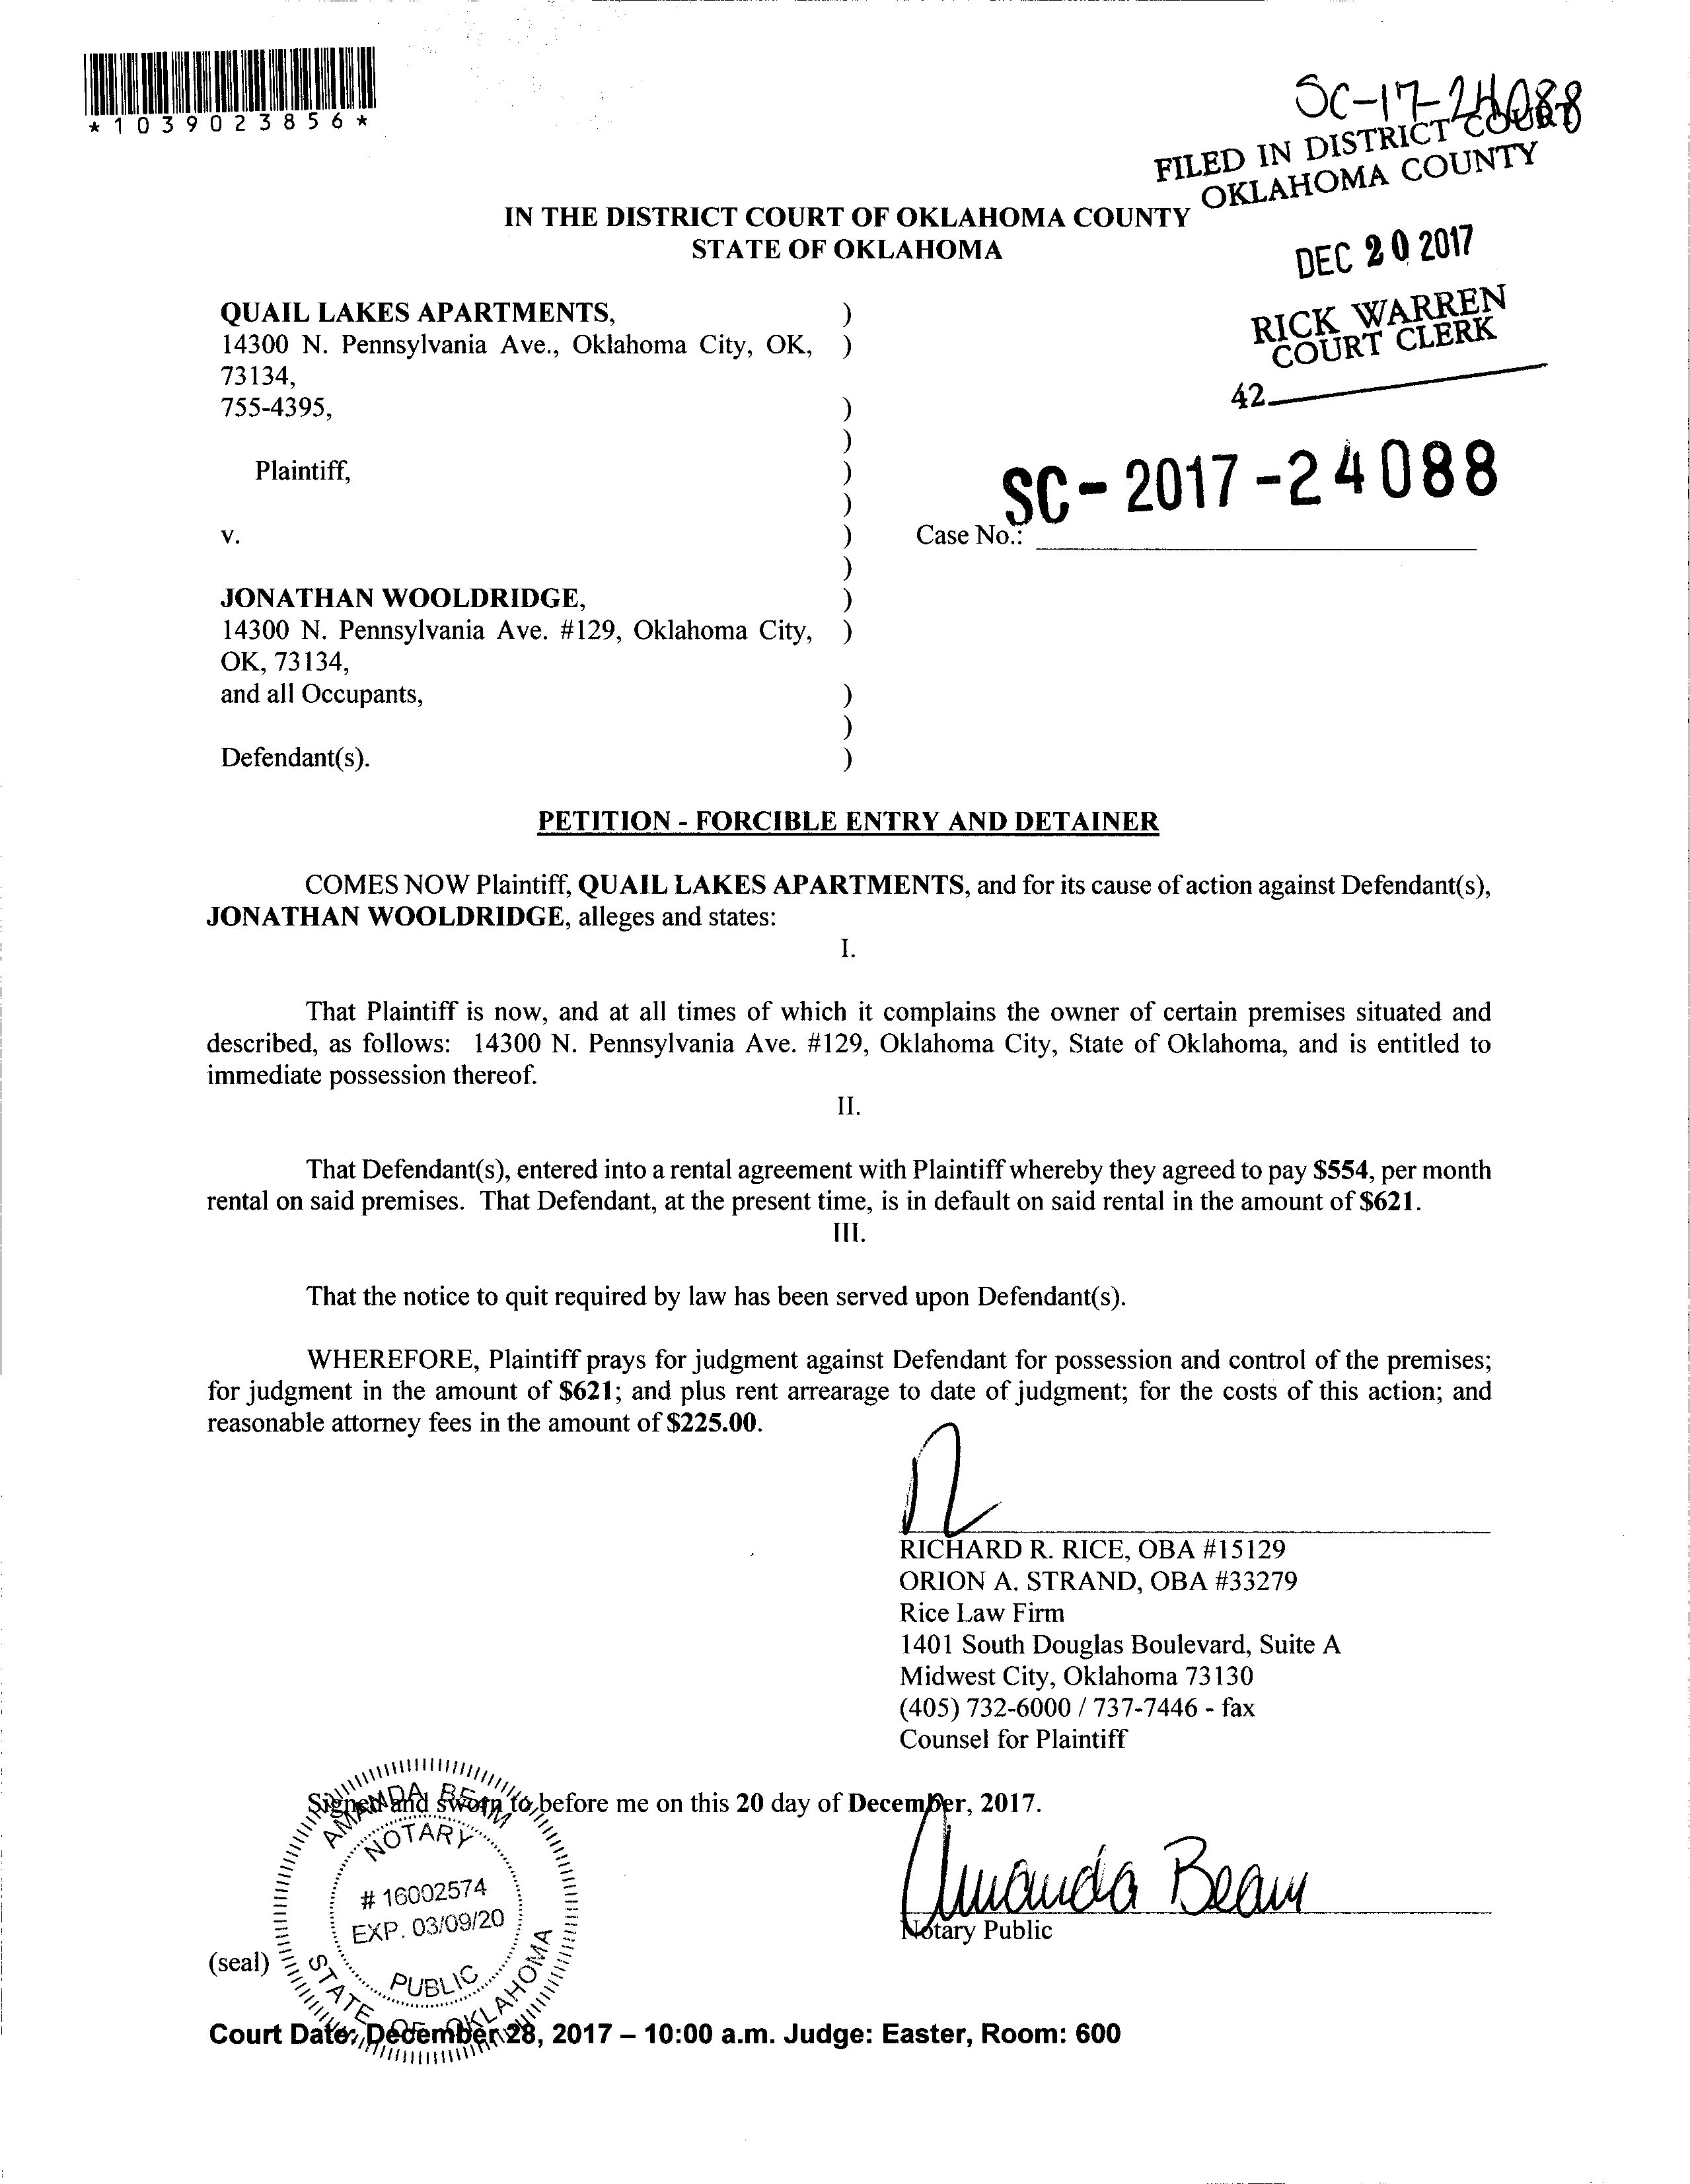 *1039023856*
SC-17-24088
FILED IN DISTRICT COURT
OKLAHOMA COUNTY
IN THE DISTRICT COURT OF OKLAHOMA COUNTY
STATE OF OKLAHOMA
DEC 20 2017
RICK WARREN
COURT CLERK
42
QUAIL LAKES APARTMENTS, )
14300 N. Pennsylvania Ave., Oklahoma City, OK, )
73134,
755-4395, )
)
Plaintiff, )
)
SC-2017-24088
v. ) Case No.:
)
JONATHAN WOOLDRIDGE, )
14300 N. Pennsylvania Ave. #129, Oklahoma City, )
OK, 73134,
and all Occupants, )
)
Defendant(s). )
PETITION - FORCIBLE ENTRY AND DETAINER
COMES NOW Plaintiff, QUAIL LAKES APARTMENTS, and for its cause of action against Defendant(s),
JONATHAN WOOLDRIDGE, alleges and states:
I.
That Plaintiff is now, and at all times of which it complains the owner of certain premises situated and
described, as follows: 14300 N. Pennsylvania Ave. #129, Oklahoma City, State of Oklahoma, and is entitled to
immediate possession thereof.
II.
That Defendant(s), entered into a rental agreement with Plaintiff whereby they agreed to pay $554, per month
rental on said premises. That Defendant, at the present time, is in default on said rental in the amount of $621.
III.
That the notice to quit required by law has been served upon Defendant(s).
WHEREFORE, Plaintiff prays for judgment against Defendant for possession and control of the premises;
for judgment in the amount of $621; and plus rent arrearage to date of judgment; for the costs of this action; and
reasonable attorney fees in the amount of $225.00.
RICHARD R. RICE, OBA #15129
ORION A. STRAND, OBA #33279
Rice Law Firm
1401 South Douglas Boulevard, Suite A
Midwest City, Oklahoma 73130
(405) 732-6000 / 737-7446 - fax
Counsel for Plaintiff
Signed and sworn to before me on this 20 day of December, 2017.
AMANDA BEAM
NOTARY
# 16002574
EXP. 03/09/20
PUBLIC
STATE OF OKLAHOMA
Amanda Beam
Notary Public
(seal)
Court Date: December 28, 2017 – 10:00 a.m. Judge: Easter, Room: 600